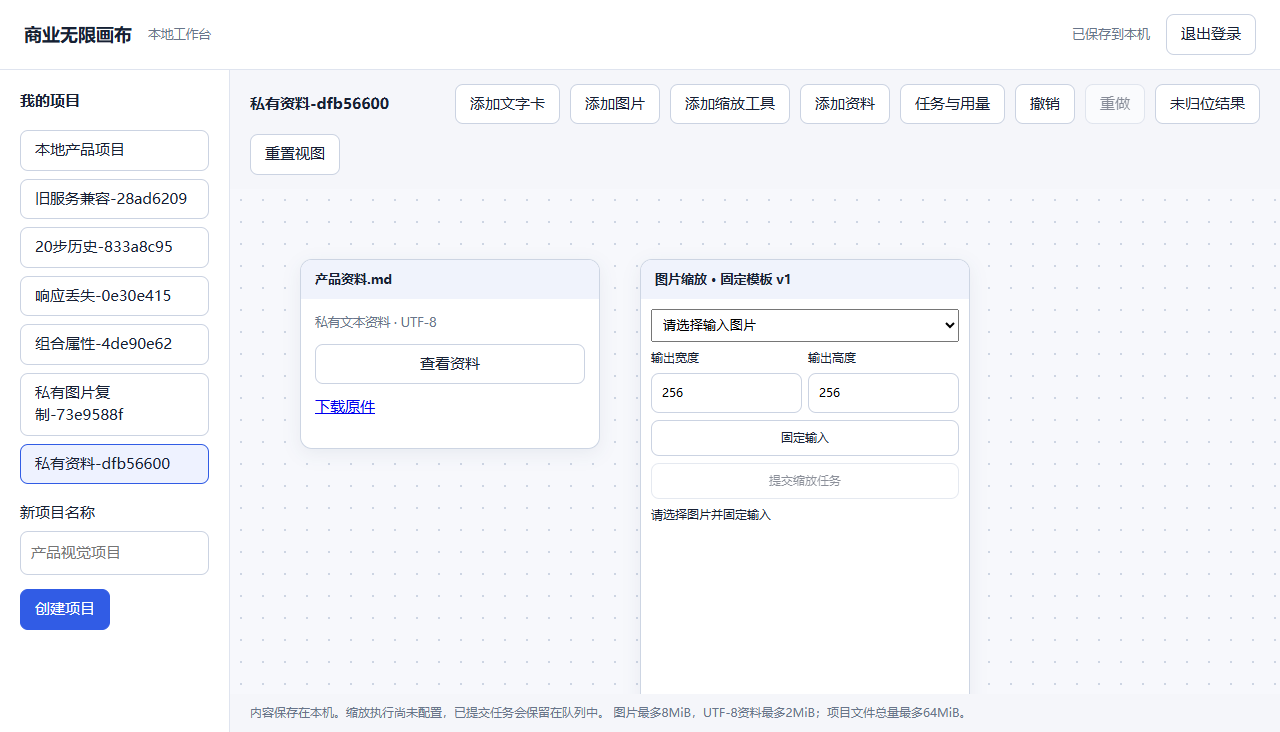 商业无限画布
本地工作台
已保存到本机
退出登录
我的项目
本地产品项目
旧服务兼容-28ad6209
20步历史-833a8c95
响应丢失-0e30e415
组合属性-4de90e62
私有图片复
制-73e9588f
私有资料-dfb56600
新项目名称
产品视觉项目
创建项目
私有资料-dfb56600
添加文字卡
添加图片
添加缩放工具
添加资料
任务与用量
撤销
重做
未归位结果
重置视图
产品资料.md
私有文本资料 · UTF-8
查看资料
下载原件
图片缩放 • 固定模板 v1
请选择输入图片
输出宽度
输出高度
256
256
固定输入
提交缩放任务
请选择图片并固定输入
内容保存在本机。缩放执行尚未配置，已提交任务会保留在队列中。 图片最多8MiB，UTF-8资料最多2MiB；项目文件总量最多64MiB。